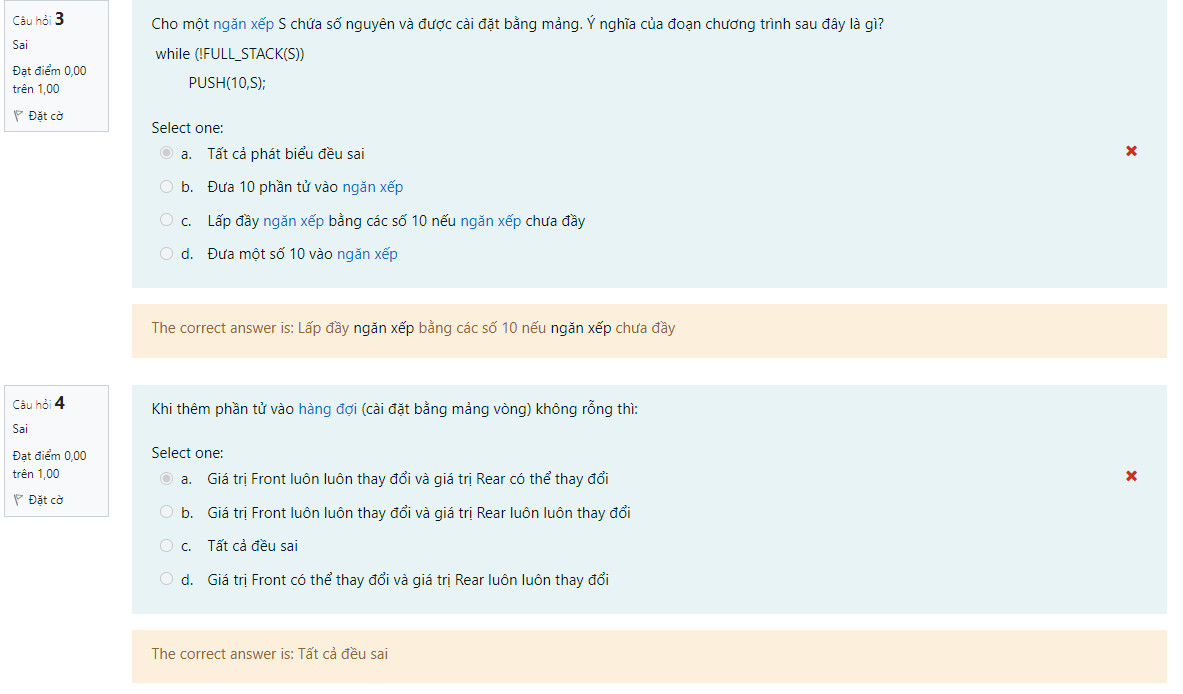 Câu hỏi 3
Sai
Đạt điểm 0,00
trên 1,00
Đặt cờ
Cho một ngăn xếp S chứa số nguyên và được cài đặt bằng mảng. Ý nghĩa của đoạn chương trình sau đây là gì?
while (!FULL_STACK(S))
PUSH(10,S);
Select one:
a. Tất cả phát biểu đều sai
b. Đưa 10 phần tử vào ngăn xếp
c. Lấp đầy ngăn xếp bằng các số 10 nếu ngăn xếp chưa đầy
d. Đưa một số 10 vào ngăn xếp
The correct answer is: Lấp đầy ngăn xếp bằng các số 10 nếu ngăn xếp chưa đầy
Câu hỏi 4
Sai
Đạt điểm 0,00
trên 1,00
Đặt cờ
Khi thêm phần tử vào hàng đợi (cài đặt bằng mảng vòng) không rỗng thì:
Select one:
a. Giá trị Front luôn luôn thay đổi và giá trị Rear có thể thay đổi
b. Giá trị Front luôn luôn thay đổi và giá trị Rear luôn luôn thay đổi
c. Tất cả đều sai
d. Giá trị Front có thể thay đổi và giá trị Rear luôn luôn thay đổi
The correct answer is: Tất cả đều sai